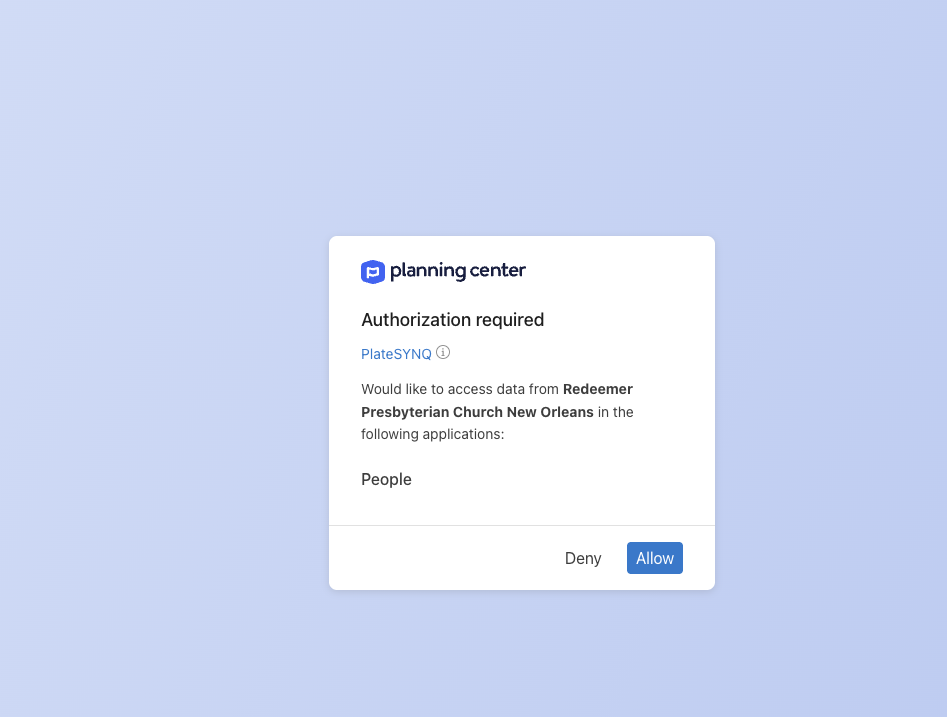 planning center
Authorization required
PlateSYNQ
Would like to access data from Redeemer
Presbyterian Church New Orleans in the
following applications:
People
Deny Allow